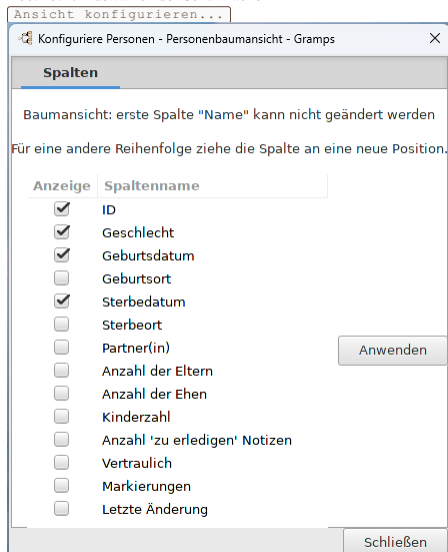 Ansicht konfigurieren...
Konfiguriere Personen - Personenbaumansicht - Gramps
Spalten
Baumansicht: erste Spalte "Name" kann nicht geändert werden
Für eine andere Reihenfolge ziehe die Spalte an eine neue Position.
Anzeige Spaltenname
ID
Geschlecht
Geburtsdatum
Geburtsort
Sterbedatum
Sterbeort
Partner(in)
Anwenden
Anzahl der Eltern
Anzahl der Ehen
Kinderzahl
Anzahl 'zu erledigen' Notizen
Vertraulich
Markierungen
Letzte Änderung
Schließen